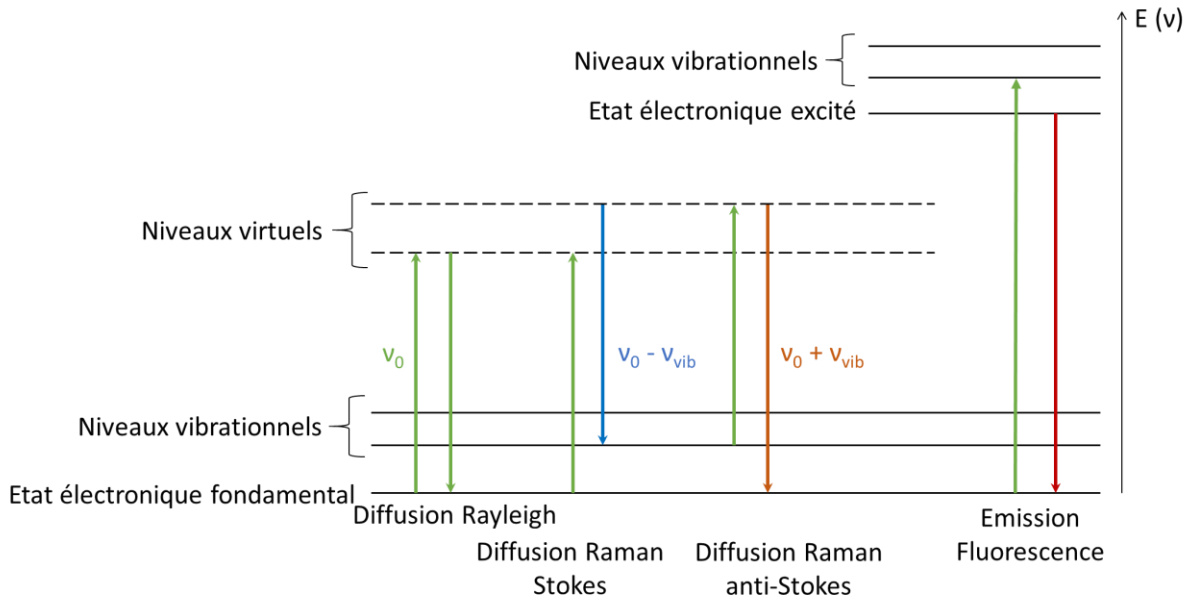 E (ν)
Niveaux vibrationnels
Etat électronique excité
Niveaux virtuels
ν0
ν0 - νvib
ν0 + νvib
Niveaux vibrationnels
Etat électronique fondamental
Diffusion Rayleigh
Diffusion Raman
Stokes
Diffusion Raman
anti-Stokes
Emission
Fluorescence